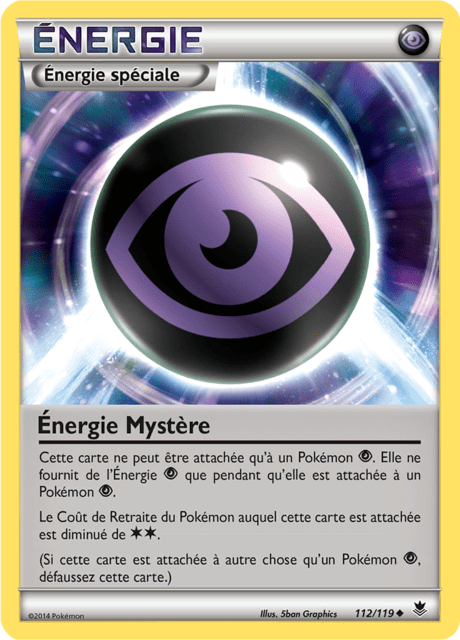 ÉNERGIE
Énergie spéciale
Énergie Mystère
Cette carte ne peut être attachée qu'à un Pokémon . Elle ne
fournit de l'Énergie  que pendant qu'elle est attachée à un
Pokémon .
Le Coût de Retraite du Pokémon auquel cette carte est attachée
est diminué de .
(Si cette carte est attachée à autre chose qu'un Pokémon ,
défaussez cette carte.)
©2014 Pokémon
Illus. 5ban Graphics
112/119